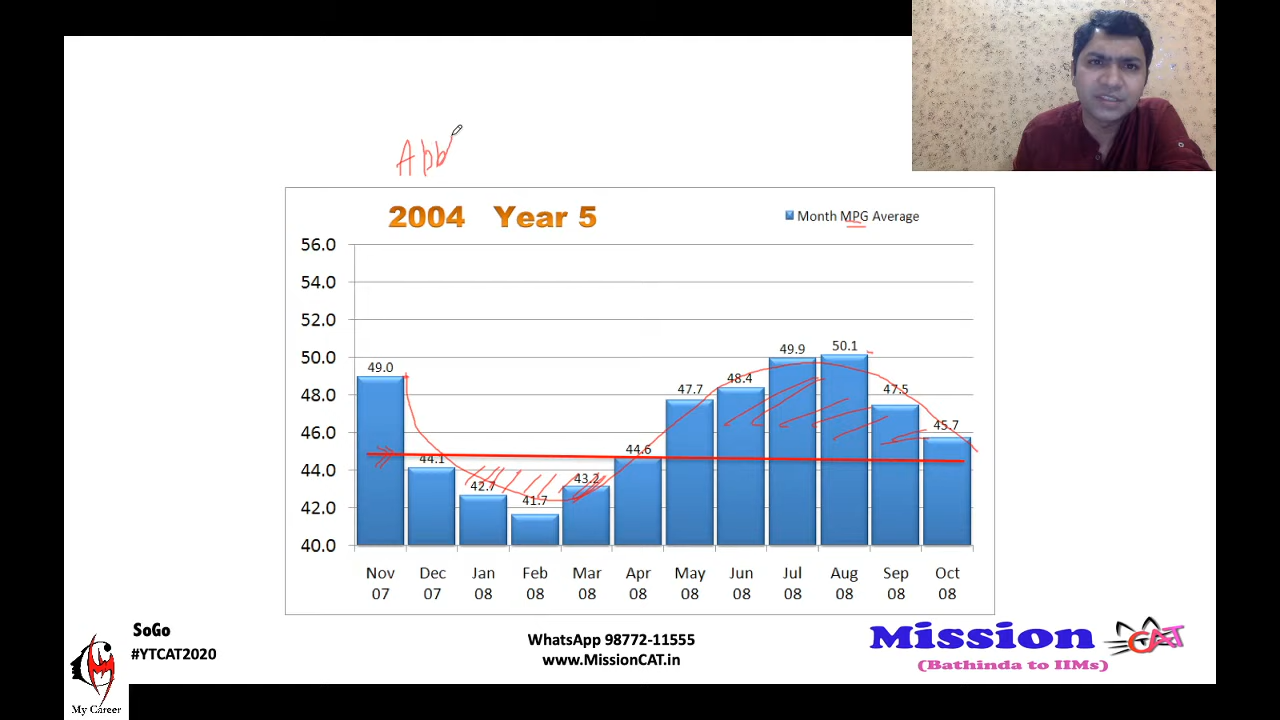 2004 Year 5
Month MPG Average
56.0
54.0
52.0
50.0
48.0
46.0
44.0
42.0
40.0
49.0
44.1
42.7
41.7
43.2
44.6
47.7
48.4
49.9
50.1
47.5
45.7
Nov Dec Jan Feb Mar Apr May Jun Jul Aug Sep Oct
07 07 08 08 08 08 08 08 08 08 08 08
SoGo
#YTCAT2020
My Career
WhatsApp 98772-11555
www.MissionCAT.in
Mission CAT
(Bathinda to IIMs)